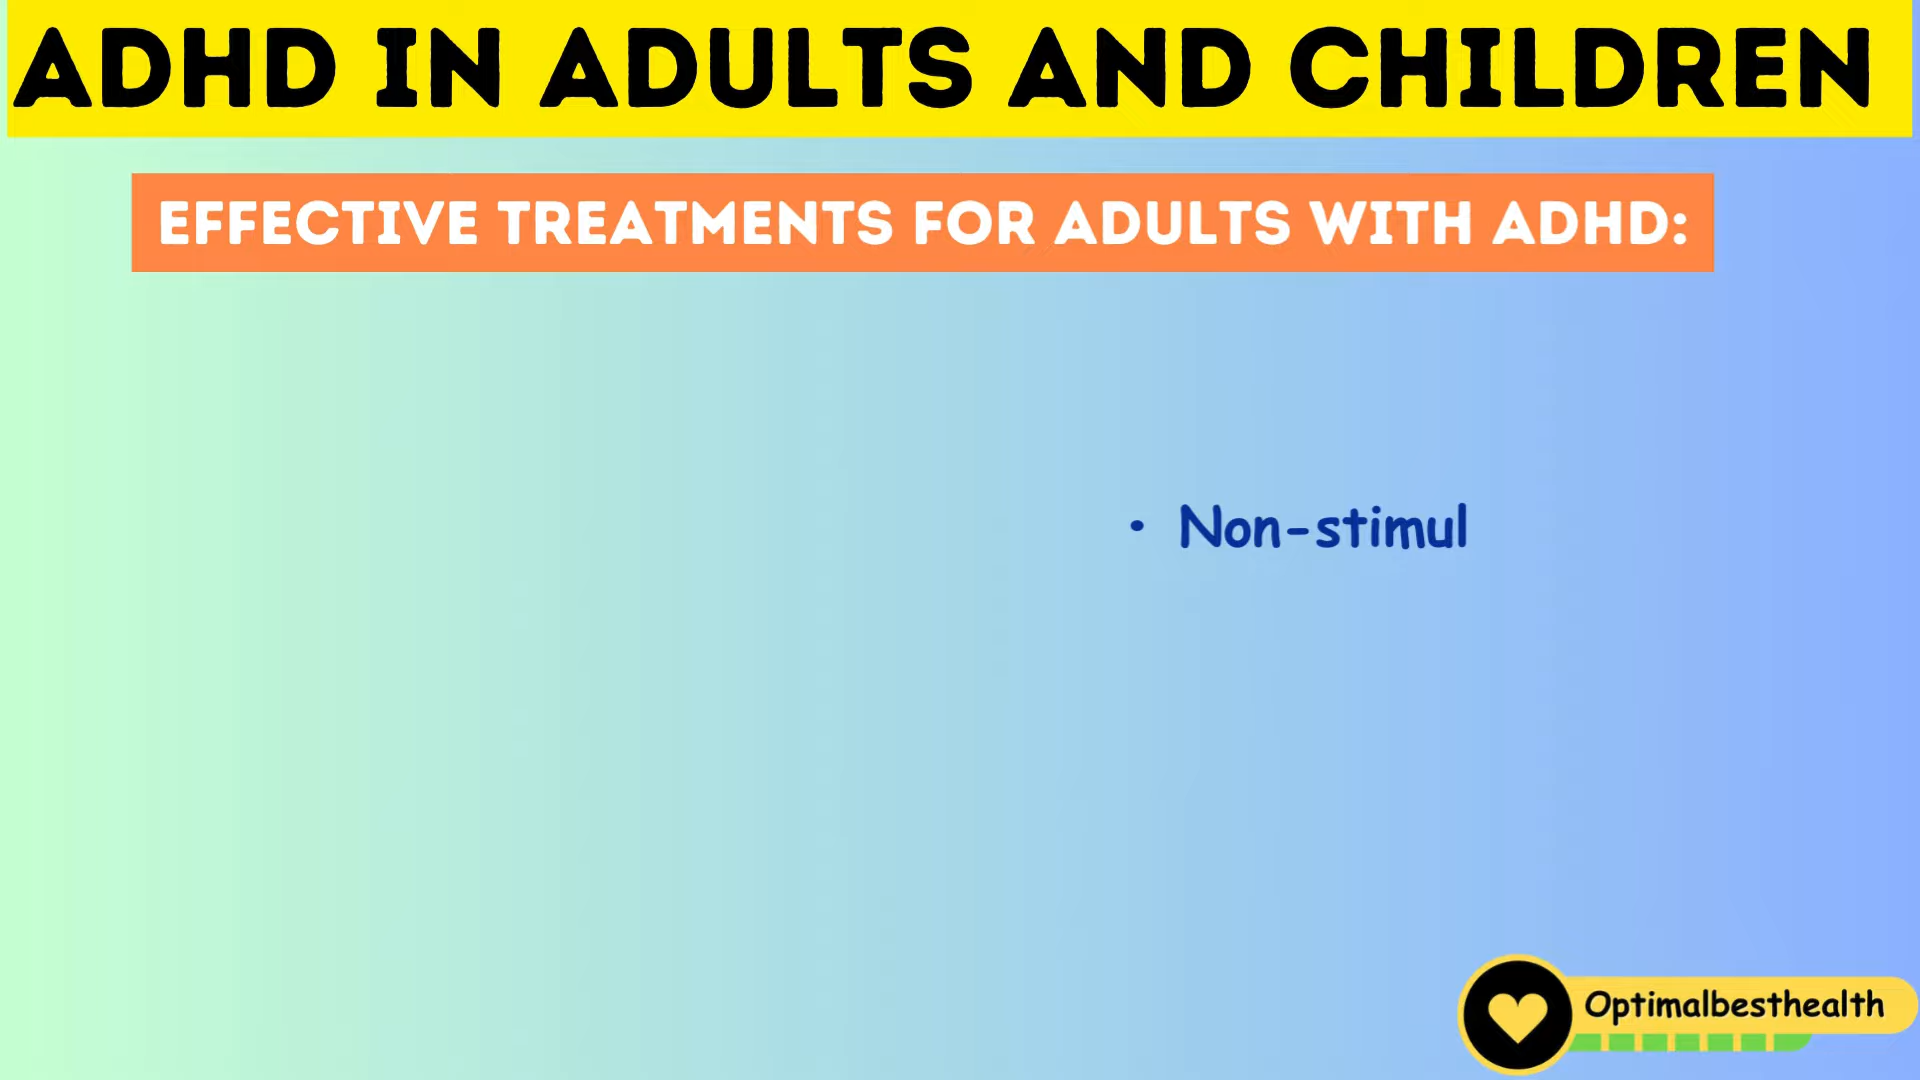 ADHD IN ADULTS AND CHILDREN
EFFECTIVE TREATMENTS FOR ADULTS WITH ADHD:
• Non-stimul
Optimalbesthealth